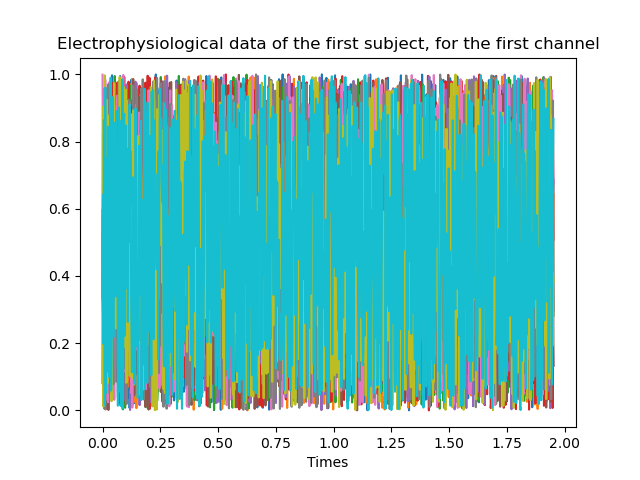 Electrophysiological data of the first subject, for the first channel
1.0
0.8
0.6
0.4
0.2
0.0
0.00 0.25 0.50 0.75 1.00 1.25 1.50 1.75 2.00
Times